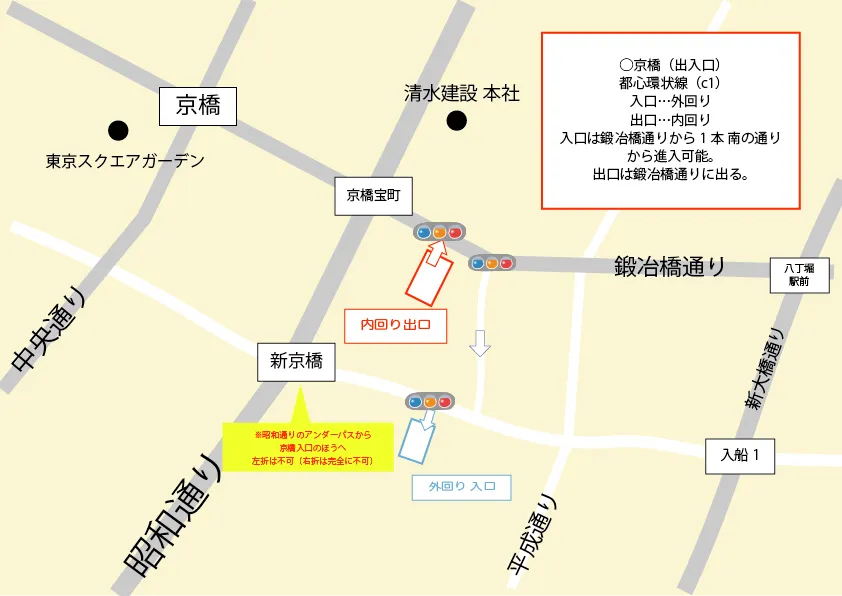 ○京橋（出入口）
都心環状線（c1）
入口…外回り
出口…内回り
入口は鍛冶橋通りから１本 南の通り
から進入可能。
出口は鍛冶橋通りに出る。
京橋
清水建設 本社
東京スクエアガーデン
京橋宝町
鍛冶橋通り
八丁堀
駅前
内回り出口
中央通り
新京橋
新大橋通り
※昭和通りのアンダーパスから
京橋入口のほうへ
左折は不可（右折は完全に不可）
入船 1
外回り 入口
昭和通り
平成通り